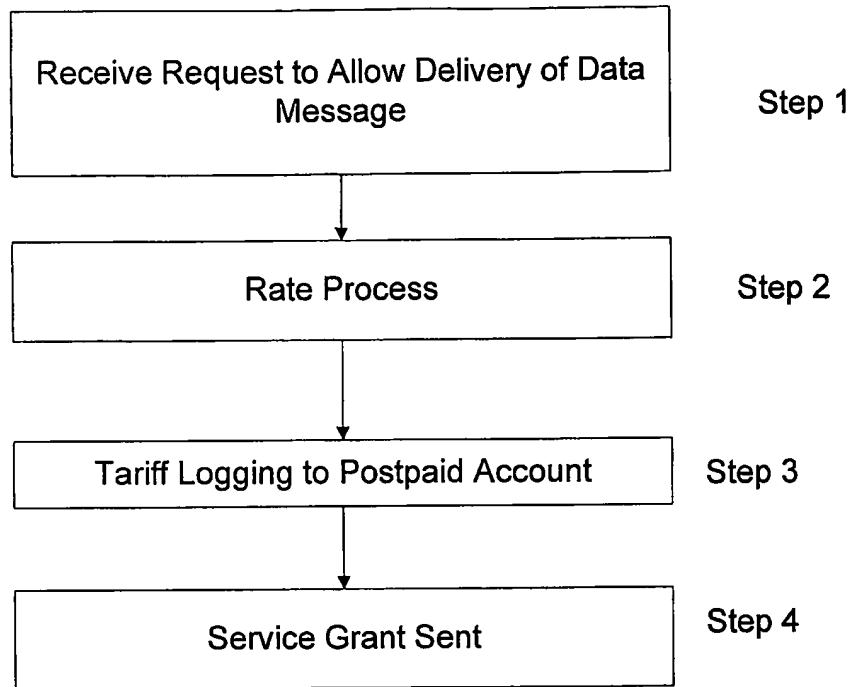 Receive Request to Allow Delivery of Data
Message
Step 1
Rate Process
Step 2
Tariff Logging to Postpaid Account
Step 3
Service Grant Sent
Step 4